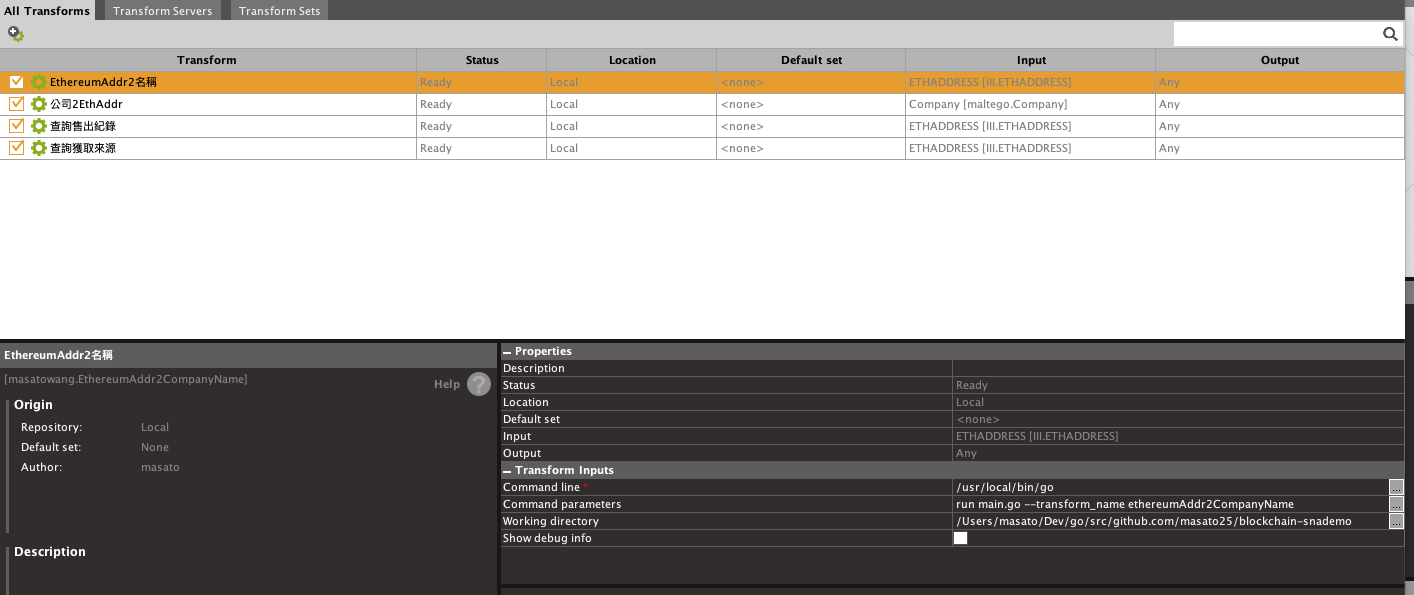 All Transforms Transform Servers Transform Sets
Transform Status Location Default set Input Output
EthereumAddr2名稱 Ready Local <none> ETHADDRESS [III.ETHADDRESS] Any
公司2EthAddr Ready Local <none> Company [maltego.Company] Any
查詢售出紀錄 Ready Local <none> ETHADDRESS [III.ETHADDRESS] Any
查詢獲取來源 Ready Local <none> ETHADDRESS [III.ETHADDRESS] Any
EthereumAddr2名稱
[masatowang.EthereumAddr2CompanyName]
Help ?
Origin
Repository: Local
Default set: None
Author: masato
Description
Properties
Description
Status Ready
Location Local
Default set <none>
Input ETHADDRESS [III.ETHADDRESS]
Output Any
Transform Inputs
Command line * /usr/local/bin/go ...
Command parameters run main.go --transform_name ethereumAddr2CompanyName ...
Working directory /Users/masato/Dev/go/src/github.com/masato25/blockchain-snademo ...
Show debug info